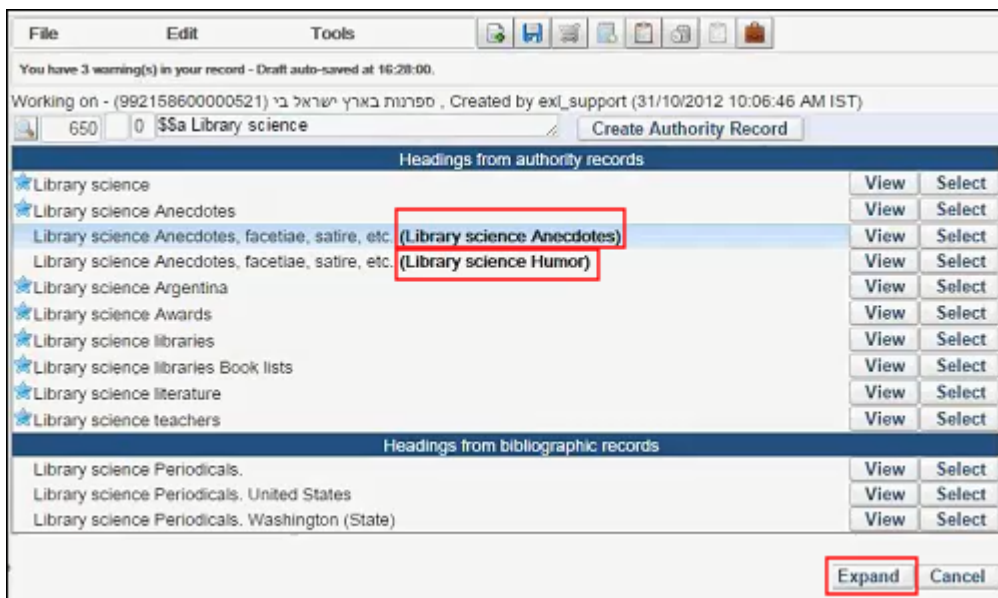 File Edit Tools
You have 3 warning(s) in your record - Draft auto-saved at 16:28:00.
Working on - (992158600000521) ספרנות בארץ ישראל בי , Created by exl_support (31/10/2012 10:06:46 AM IST)
650 0 $$a Library science Create Authority Record
Headings from authority records
Library science View Select
Library science Anecdotes View Select
Library science Anecdotes, facetiae, satire, etc. (Library science Anecdotes) View Select
Library science Anecdotes, facetiae, satire, etc. (Library science Humor) View Select
Library science Argentina View Select
Library science Awards View Select
Library science libraries View Select
Library science libraries Book lists View Select
Library science literature View Select
Library science teachers View Select
Headings from bibliographic records
Library science Periodicals. View Select
Library science Periodicals. United States View Select
Library science Periodicals. Washington (State) View Select
Expand Cancel